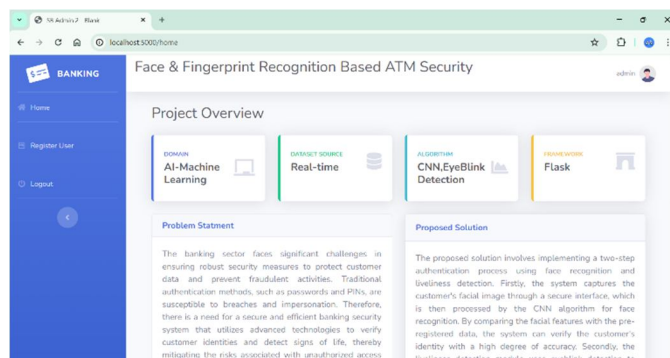 SB Admin 2 - Blank
localhost:5000/home
BANKING
Face & Fingerprint Recognition Based ATM Security
admin
Home
Register User
Logout
Project Overview
DOMAIN
AI-Machine
Learning
DATASET SOURCE
Real-time
ALGORITHM
CNN,EyeBlink
Detection
FRAMEWORK
Flask
Problem Statment
The banking sector faces significant challenges in
ensuring robust security measures to protect customer
data and prevent fraudulent activities. Traditional
authentication methods, such as passwords and PINs, are
susceptible to breaches and impersonation. Therefore,
there is a need for a secure and efficient banking security
system that utilizes advanced technologies to verify
customer identities and detect signs of life, thereby
mitigating the risks associated with unauthorized access
Proposed Solution
The proposed solution involves implementing a two-step
authentication process using face recognition and
liveliness detection. Firstly, the system captures the
customer's facial image through a secure interface, which
is then processed by the CNN algorithm for face
recognition. By comparing the facial features with the pre-
registered data, the system can verify the customer's
identity with a high degree of accuracy. Secondly, the